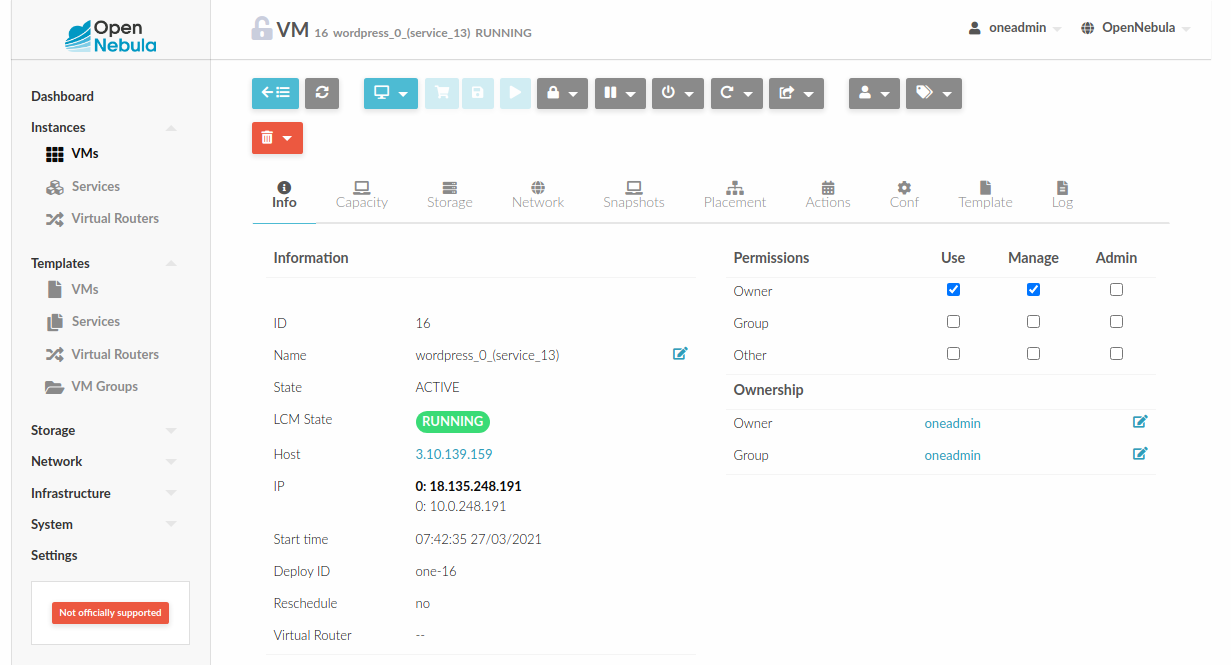 Open
Nebula
VM 16 wordpress_0_(service_13) RUNNING
oneadmin
OpenNebula
Dashboard
Instances
VMs
Services
Virtual Routers
Templates
VMs
Services
Virtual Routers
VM Groups
Storage
Network
Infrastructure
System
Settings
Not officially supported
Info Capacity Storage Network Snapshots Placement Actions Conf Template Log
Information
ID 16
Name wordpress_0_(service_13)
State ACTIVE
LCM State RUNNING
Host 3.10.139.159
IP 0: 18.135.248.191
0: 10.0.248.191
Start time 07:42:35 27/03/2021
Deploy ID one-16
Reschedule no
Virtual Router --
Permissions Use Manage Admin
Owner
Group
Other
Ownership
Owner oneadmin
Group oneadmin